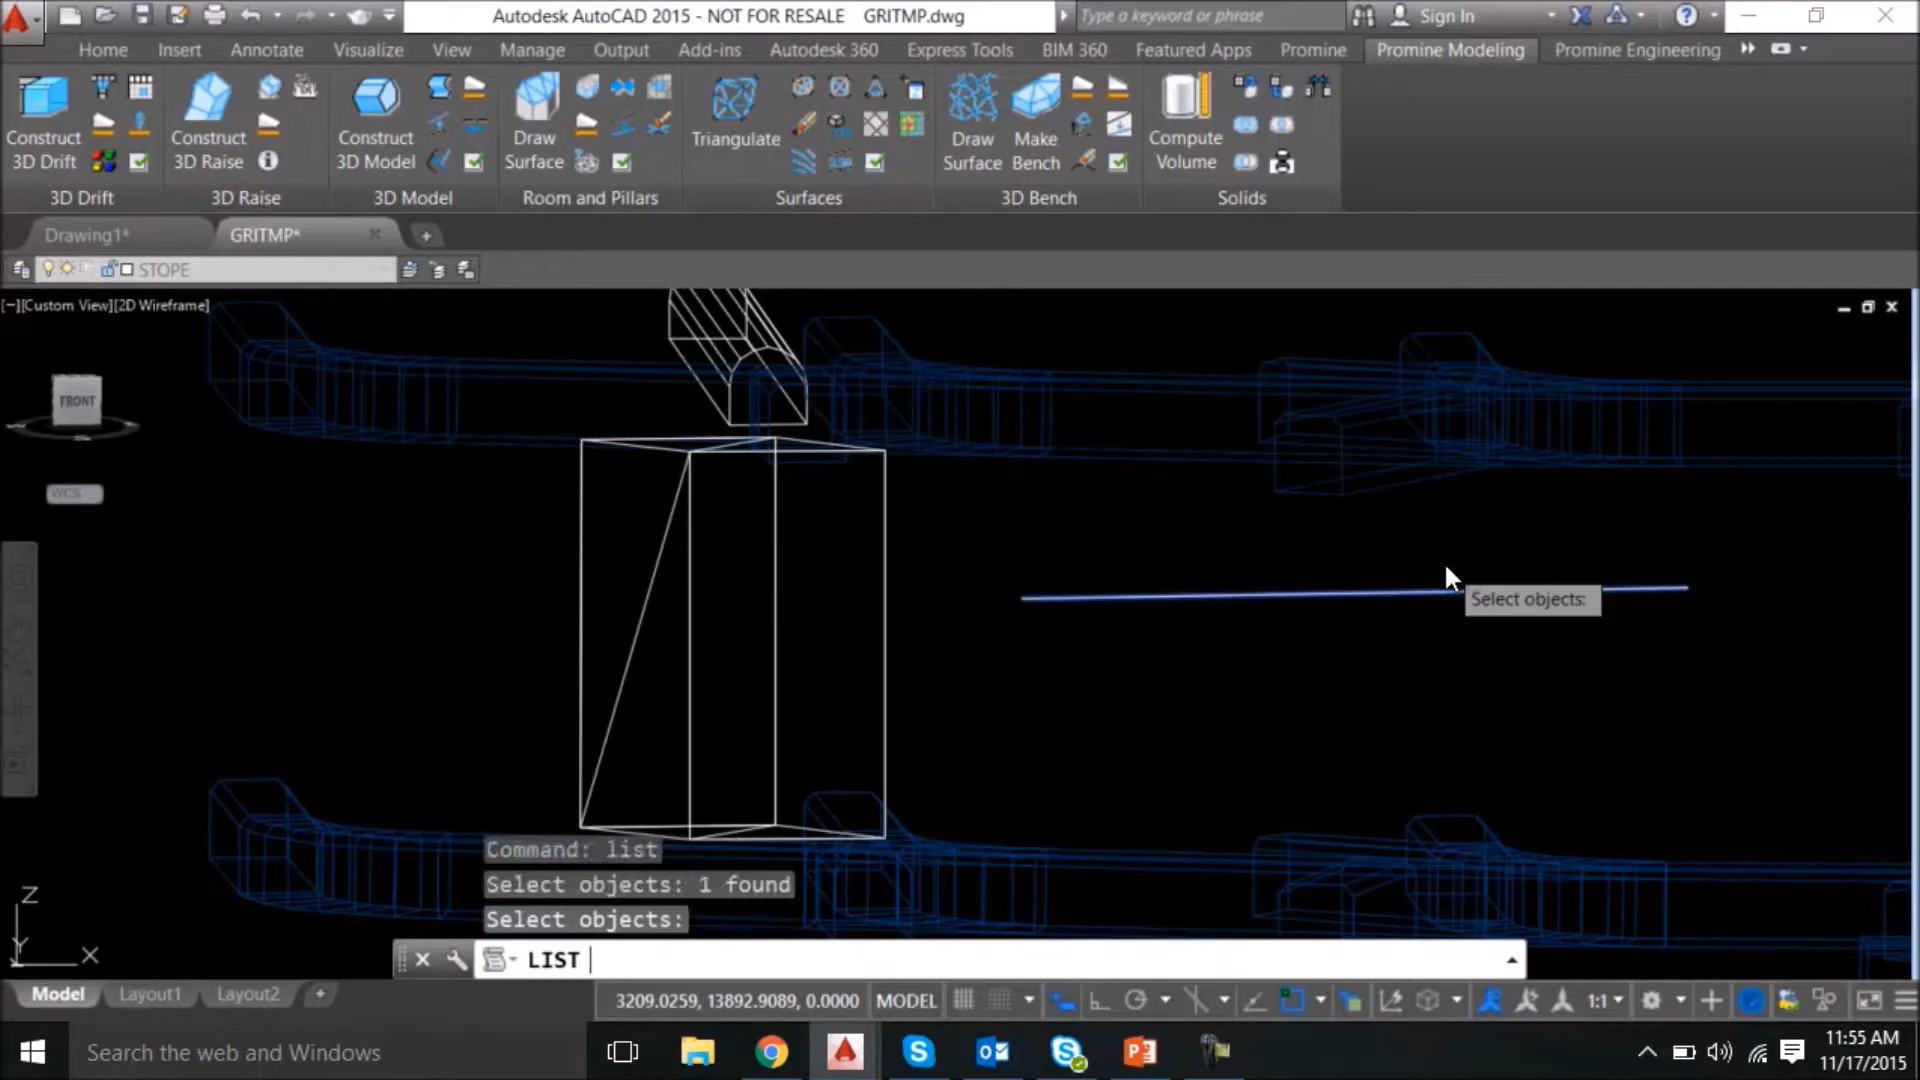 Autodesk AutoCAD 2015 - NOT FOR RESALE GRITMP.dwg
Type a keyword or phrase
Sign In
Home Insert Annotate Visualize View Manage Output Add-ins Autodesk 360 Express Tools BIM 360 Featured Apps Promine Promine Modeling Promine Engineering
Construct
3D Drift
Construct
3D Raise
Construct
3D Model
Draw
Surface
Triangulate
Draw
Surface
Make
Bench
Compute
Volume
3D Drift 3D Raise 3D Model Room and Pillars Surfaces 3D Bench Solids
Drawing1* GRITMP*
STOPE
[−][Custom View][2D Wireframe]
FRONT
WCS
Select objects:
Command: list
Select objects: 1 found
Select objects:
Z
Y
X
LIST
Model Layout1 Layout2
3209.0259, 13892.9089, 0.0000 MODEL 1:1
Search the web and Windows
11:55 AM
11/17/2015